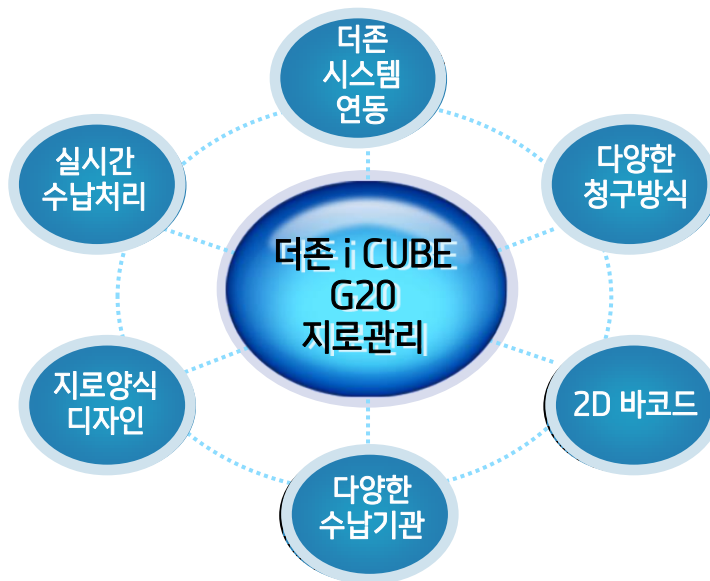 더존
시스템
연동
실시간
수납처리
다양한
청구방식
더존 i CUBE
G20
지로관리
지로양식
디자인
2D 바코드
다양한
수납기관